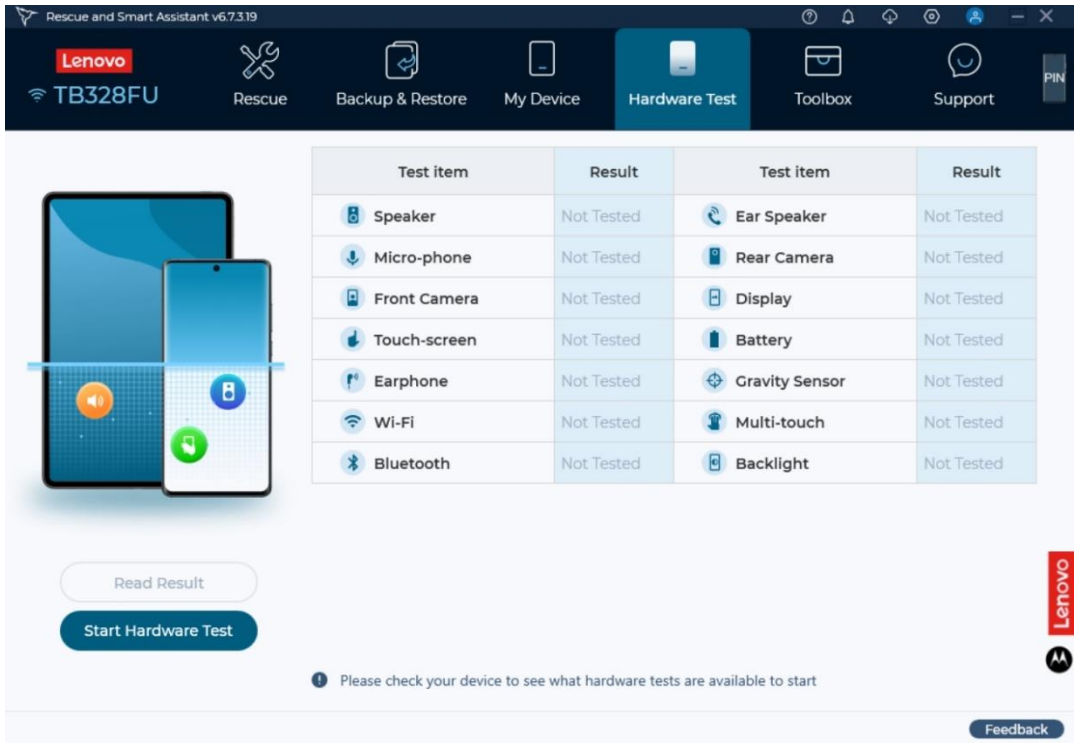 Rescue and Smart Assistant v6.7.3.19
Lenovo
TB328FU
Rescue
Backup & Restore
My Device
Hardware Test
Toolbox
Support
PIN
Test item Result Test item Result
Speaker Not Tested Ear Speaker Not Tested
Micro-phone Not Tested Rear Camera Not Tested
Front Camera Not Tested Display Not Tested
Touch-screen Not Tested Battery Not Tested
Earphone Not Tested Gravity Sensor Not Tested
Wi-Fi Not Tested Multi-touch Not Tested
Bluetooth Not Tested Backlight Not Tested
Read Result
Start Hardware Test
Lenovo
Please check your device to see what hardware tests are available to start
Feedback